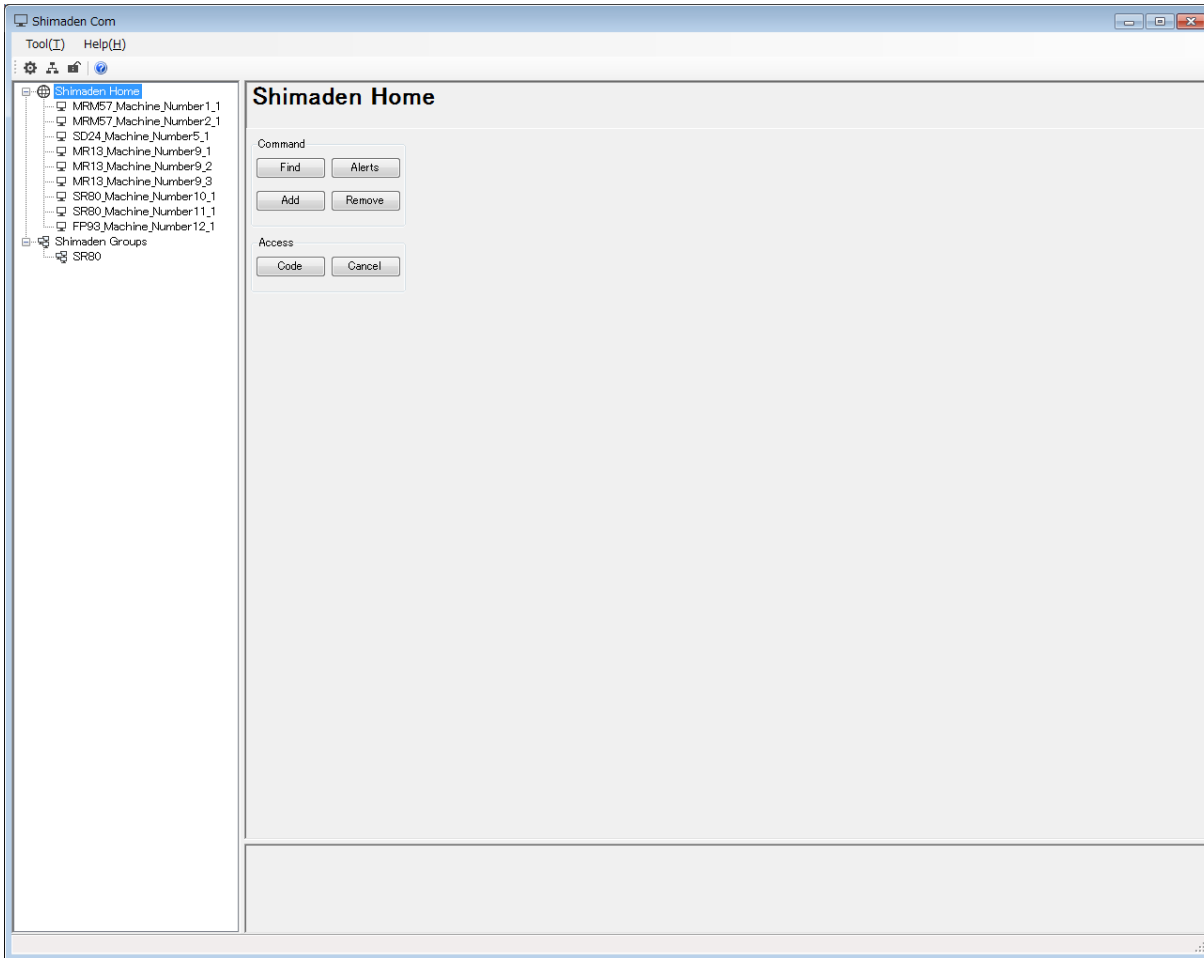 Shimaden Com
Tool(T) Help(H)
Shimaden Home
MRM57_Machine_Number1_1
MRM57_Machine_Number2_1
SD24_Machine_Number5_1
MR13_Machine_Number9_1
MR13_Machine_Number9_2
MR13_Machine_Number9_3
SR80_Machine_Number10_1
SR80_Machine_Number11_1
FP93_Machine_Number12_1
Shimaden Groups
SR80
Shimaden Home
Command
Find Alerts
Add Remove
Access
Code Cancel